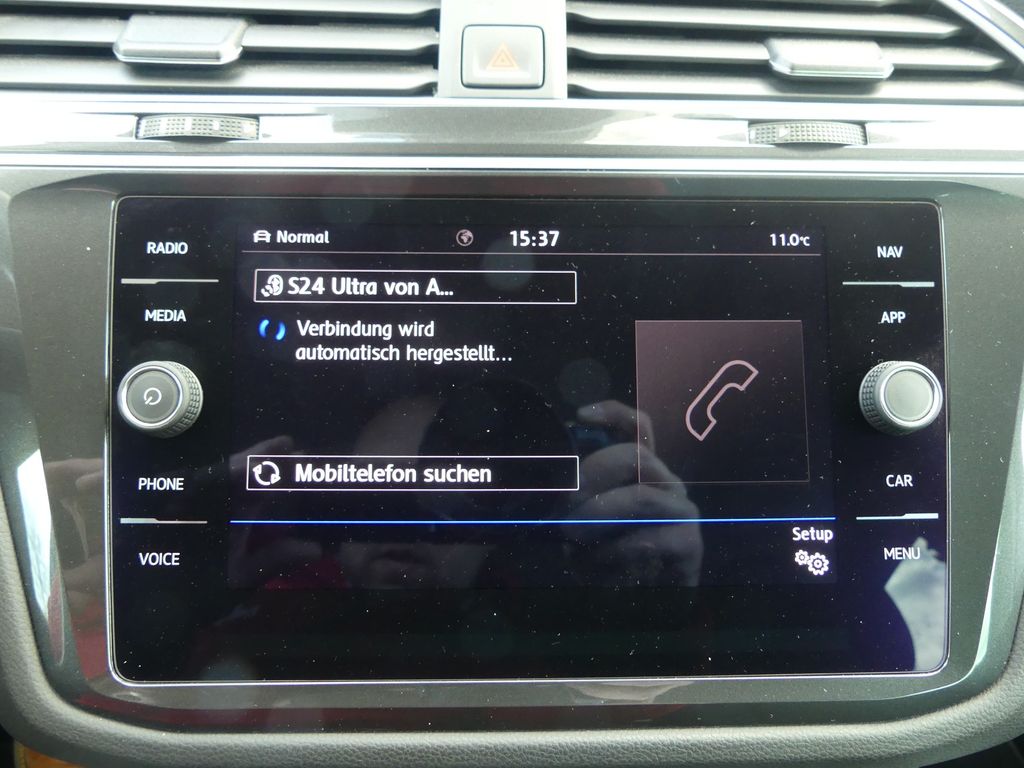 Normal
15:37
11.0°C
RADIO
MEDIA
PHONE
VOICE
S24 Ultra von A...
Verbindung wird
automatisch hergestellt...
Mobiltelefon suchen
Setup
NAV
APP
CAR
MENU